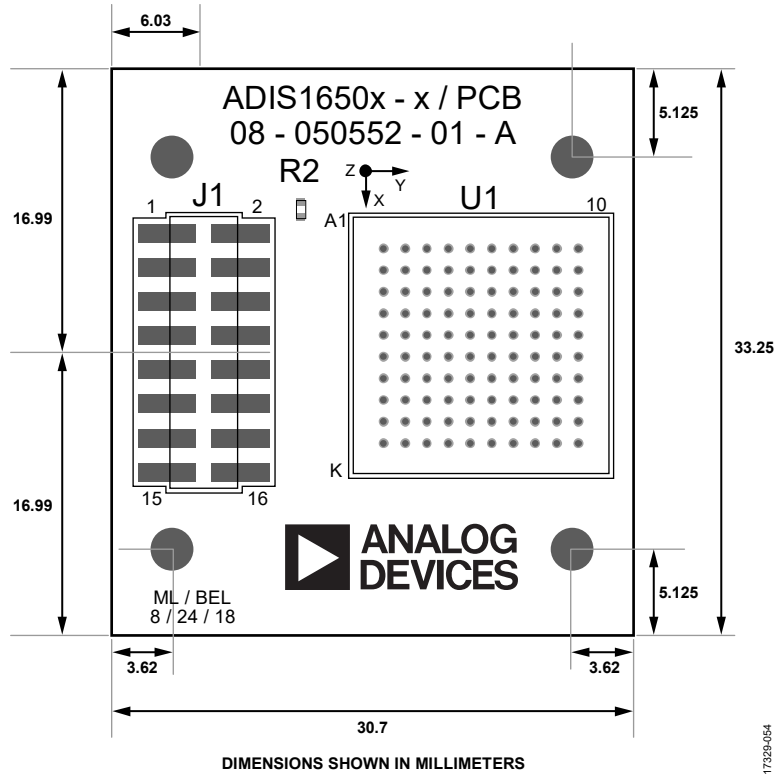 6.03
ADIS1650x - x / PCB
08 - 050552 - 01 - A
5.125
R2
Z
Y
X
J1
U1
1
2
A1
10
16.99
33.25
K
15
16
16.99
ANALOG
DEVICES
5.125
ML / BEL
8 / 24 / 18
3.62
3.62
30.7
DIMENSIONS SHOWN IN MILLIMETERS
17329-054